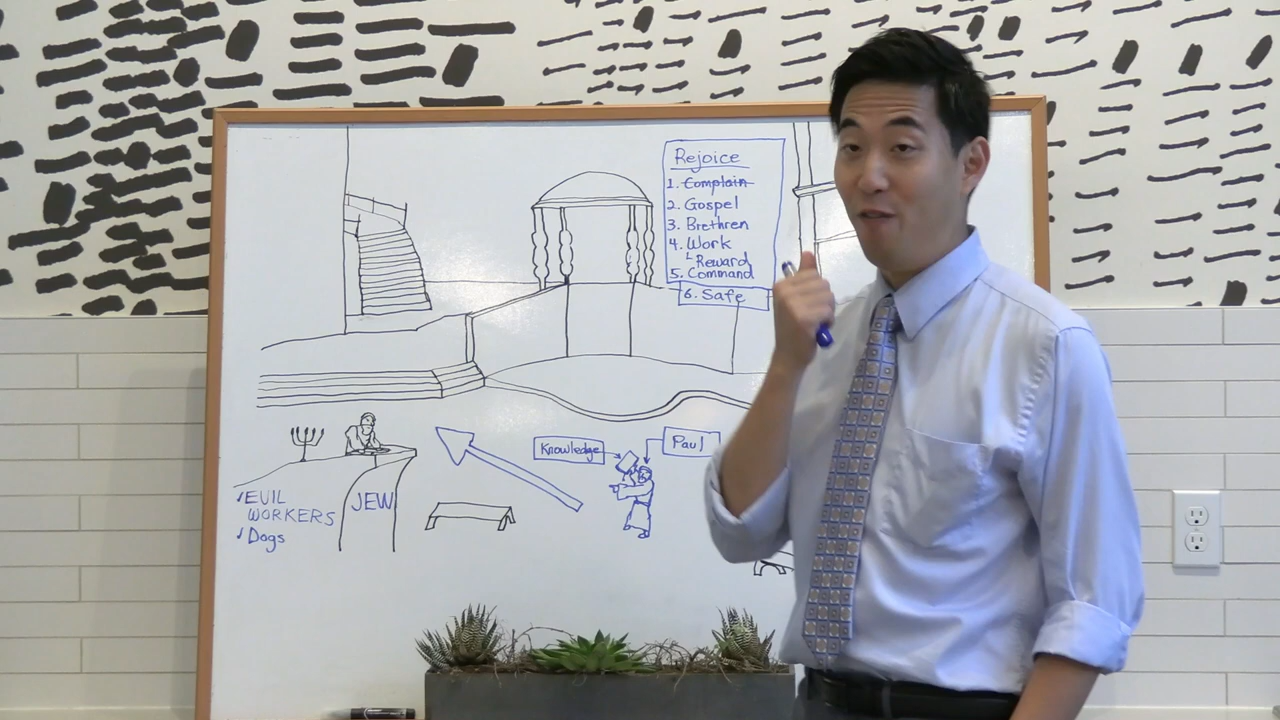 Rejoice
1. Complain
2. Gospel
3. Brethren
4. Work
Reward
5. Command
6. Safe
Knowledge
Paul
EVIL
WORKERS
Dogs
JEW